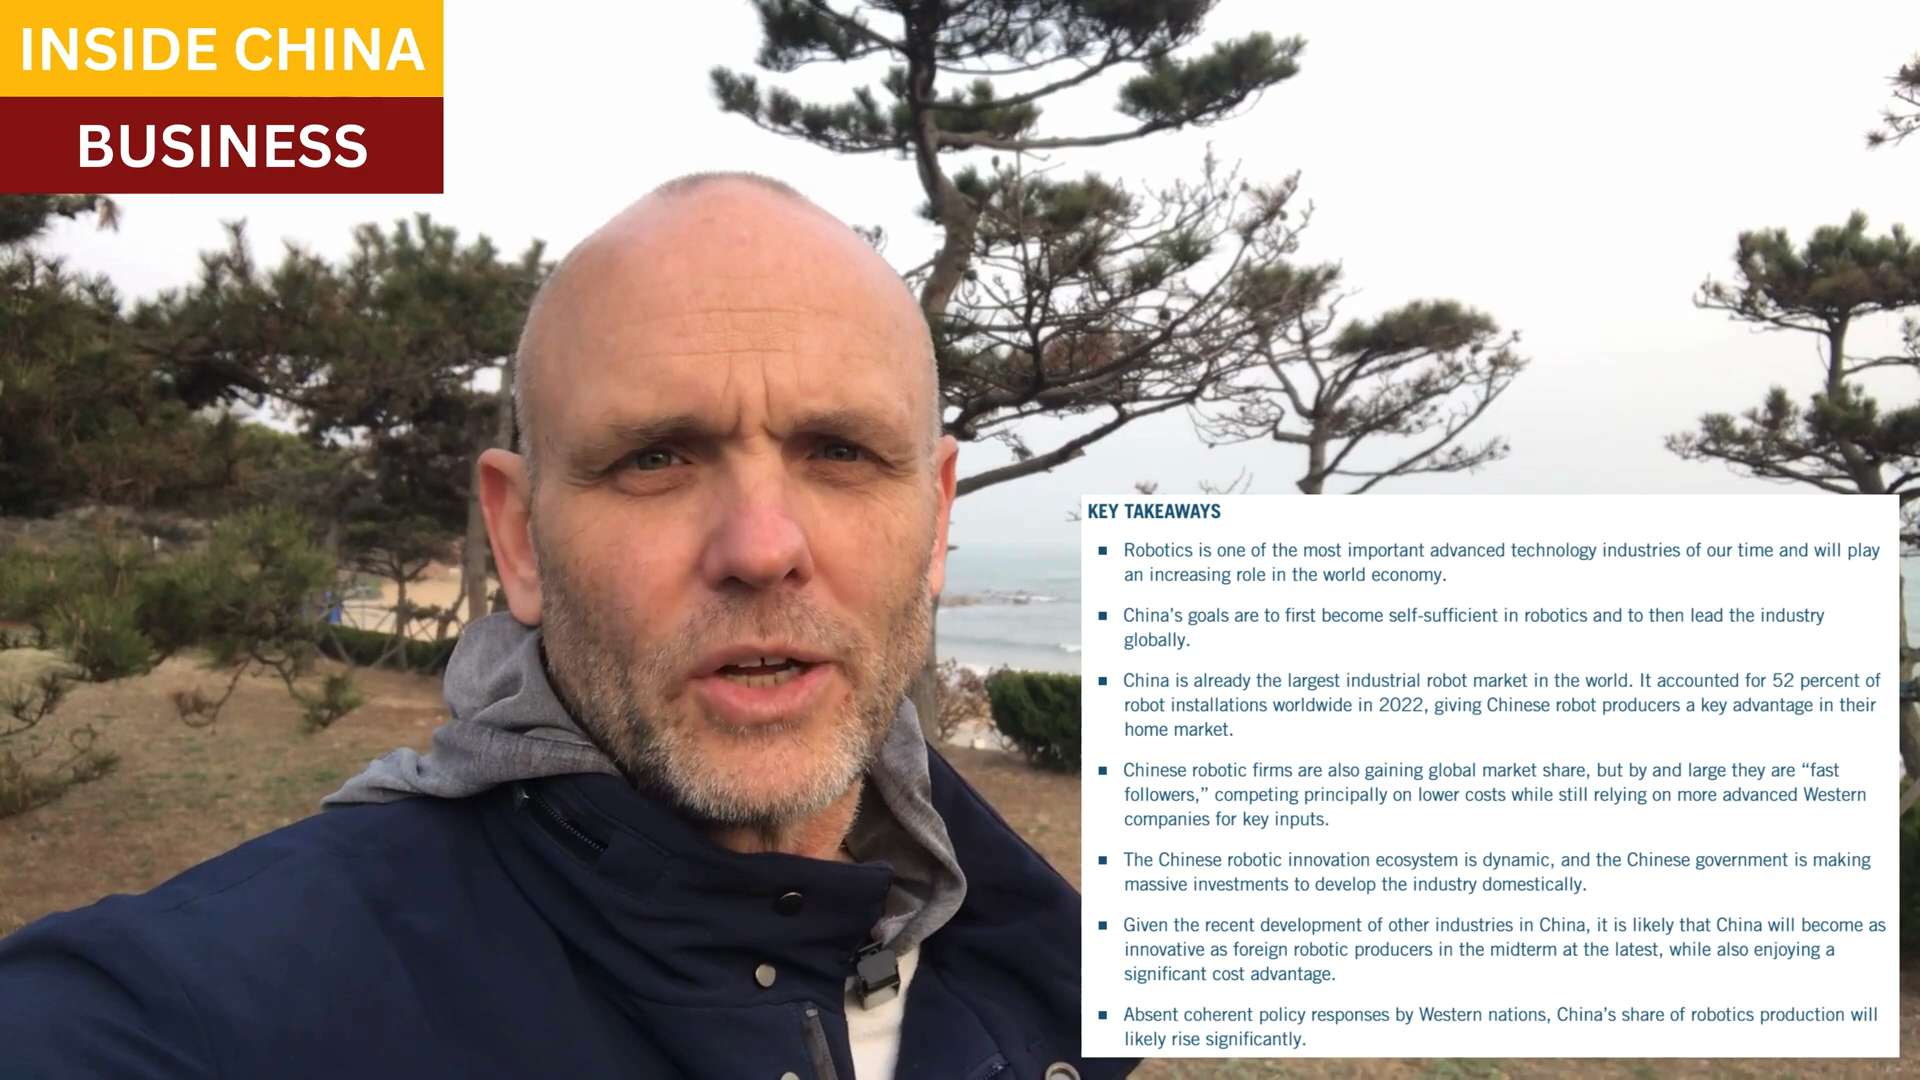 INSIDE CHINA
BUSINESS
KEY TAKEAWAYS
▪ Robotics is one of the most important advanced technology industries of our time and will play
an increasing role in the world economy.
▪ China’s goals are to first become self-sufficient in robotics and to then lead the industry
globally.
▪ China is already the largest industrial robot market in the world. It accounted for 52 percent of
robot installations worldwide in 2022, giving Chinese robot producers a key advantage in their
home market.
▪ Chinese robotic firms are also gaining global market share, but by and large they are “fast
followers,” competing principally on lower costs while still relying on more advanced Western
companies for key inputs.
▪ The Chinese robotic innovation ecosystem is dynamic, and the Chinese government is making
massive investments to develop the industry domestically.
▪ Given the recent development of other industries in China, it is likely that China will become as
innovative as foreign robotic producers in the midterm at the latest, while also enjoying a
significant cost advantage.
▪ Absent coherent policy responses by Western nations, China’s share of robotics production will
likely rise significantly.